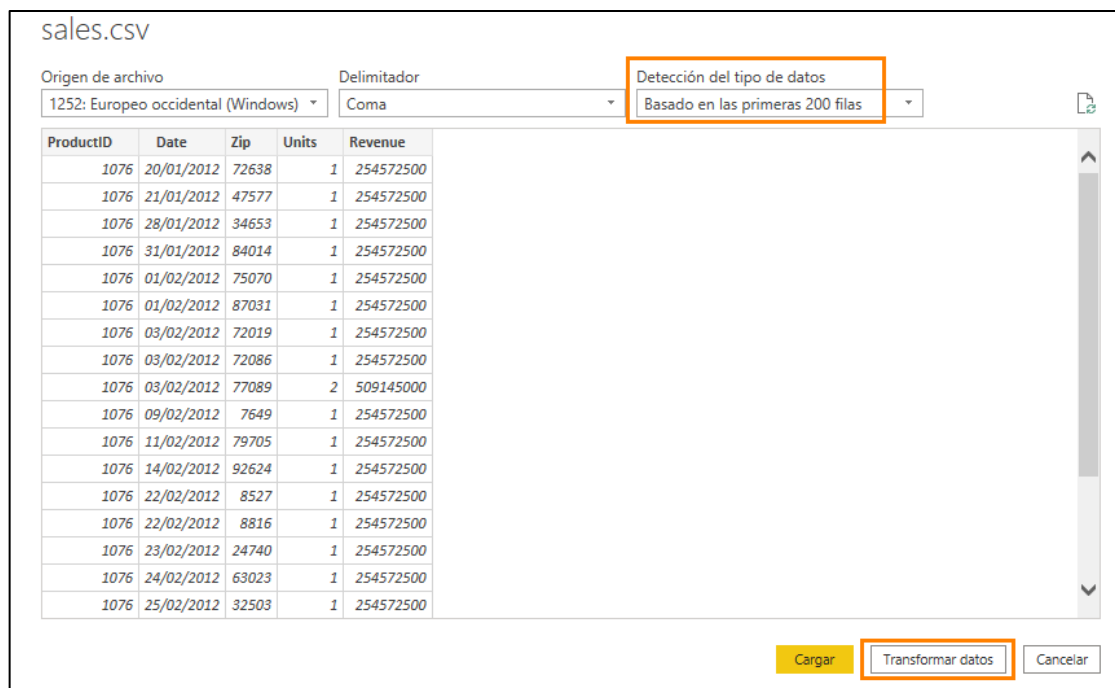 sales.csv
Origen de archivo Delimitador Detección del tipo de datos
1252: Europeo occidental (Windows) Coma Basado en las primeras 200 filas
ProductID Date Zip Units Revenue
1076 20/01/2012 72638 1 254572500
1076 21/01/2012 47577 1 254572500
1076 28/01/2012 34653 1 254572500
1076 31/01/2012 84014 1 254572500
1076 01/02/2012 75070 1 254572500
1076 01/02/2012 87031 1 254572500
1076 03/02/2012 72019 1 254572500
1076 03/02/2012 72086 1 254572500
1076 03/02/2012 77089 2 509145000
1076 09/02/2012 7649 1 254572500
1076 11/02/2012 79705 1 254572500
1076 14/02/2012 92624 1 254572500
1076 22/02/2012 8527 1 254572500
1076 22/02/2012 8816 1 254572500
1076 23/02/2012 24740 1 254572500
1076 24/02/2012 63023 1 254572500
1076 25/02/2012 32503 1 254572500
Cargar Transformar datos Cancelar